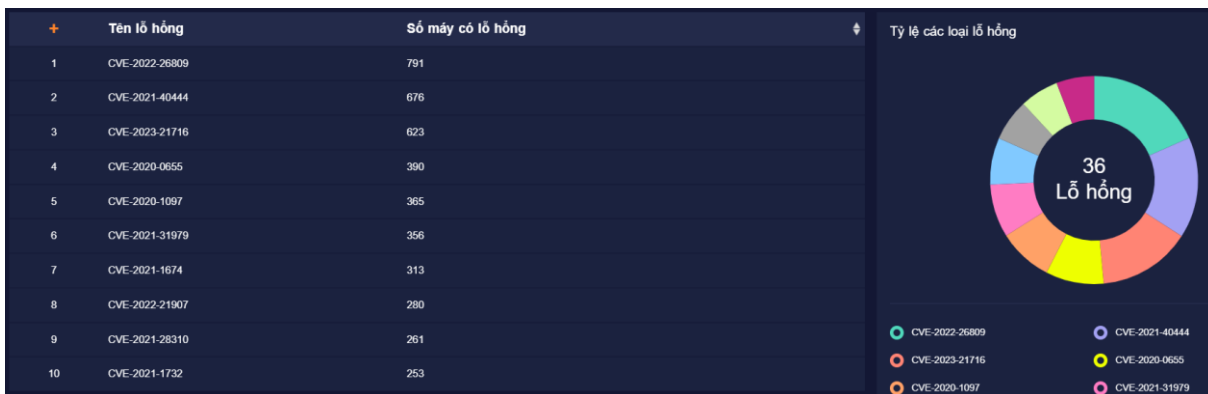 + Tên lỗ hổng Số máy có lỗ hổng
1 CVE-2022-26809 791
2 CVE-2021-40444 676
3 CVE-2023-21716 623
4 CVE-2020-0655 390
5 CVE-2020-1097 365
6 CVE-2021-31979 356
7 CVE-2021-1674 313
8 CVE-2022-21907 280
9 CVE-2021-28310 261
10 CVE-2021-1732 253
Tỷ lệ các loại lỗ hổng
36
Lỗ hổng
CVE-2022-26809 CVE-2021-40444
CVE-2023-21716 CVE-2020-0655
CVE-2020-1097 CVE-2021-31979